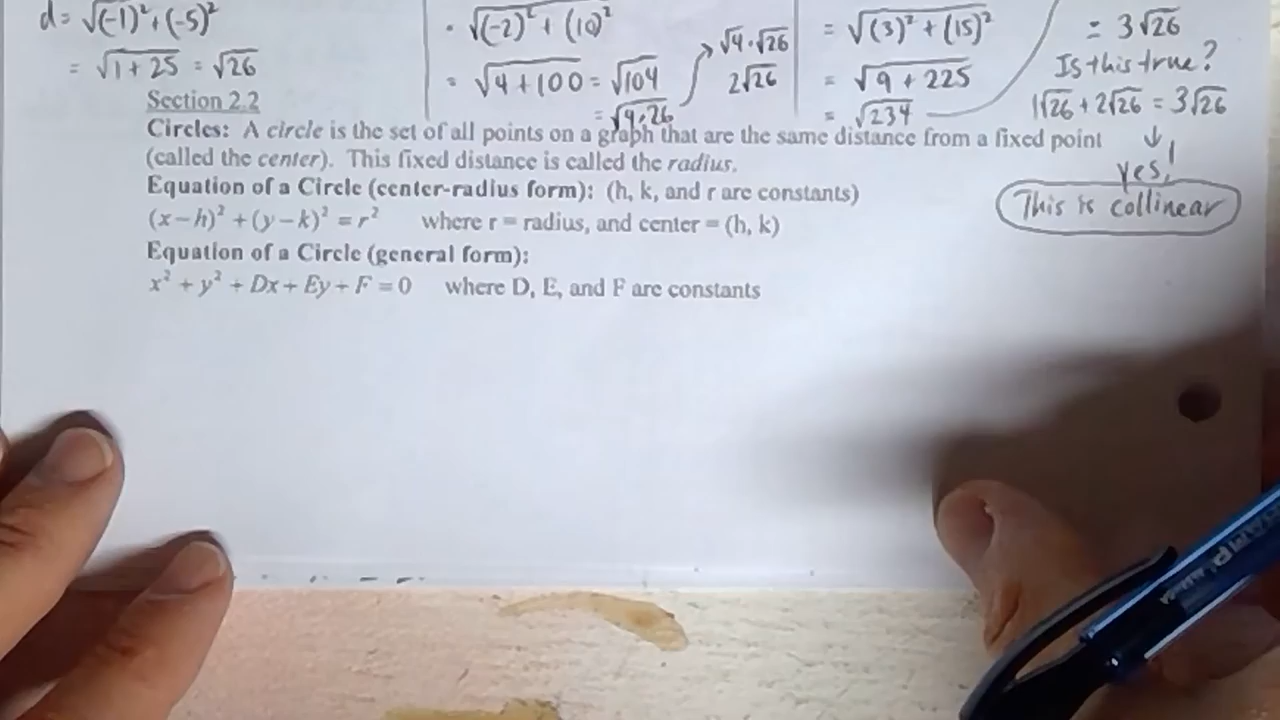 d = √(-1)² + (-5)²
= √1 + 25 = √26
= √(-2)² + (10)²
= √4 + 100 = √104
= √4·26
√4 · √26
2√26
= √(3)² + (15)²
= √9 + 225
= √234
= 3√26
Is this true?
1√26 + 2√26 = 3√26
↓
yes!
This is collinear
Section 2.2
Circles: A circle is the set of all points on a graph that are the same distance from a fixed point
(called the center). This fixed distance is called the radius.
Equation of a Circle (center-radius form): (h, k, and r are constants)
(x – h)² + (y – k)² = r² where r = radius, and center = (h, k)
Equation of a Circle (general form):
x² + y² + Dx + Ey + F = 0 where D, E, and F are constants